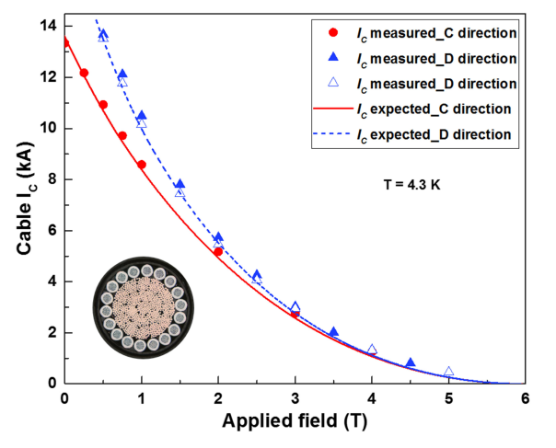 14
12
10
8
6
4
2
0
Cable I_C (kA)
I_C measured_C direction
I_C measured_D direction
I_C measured_D direction
I_C expected_C direction
I_C expected_D direction
T = 4.3 K
0 1 2 3 4 5 6
Applied field (T)